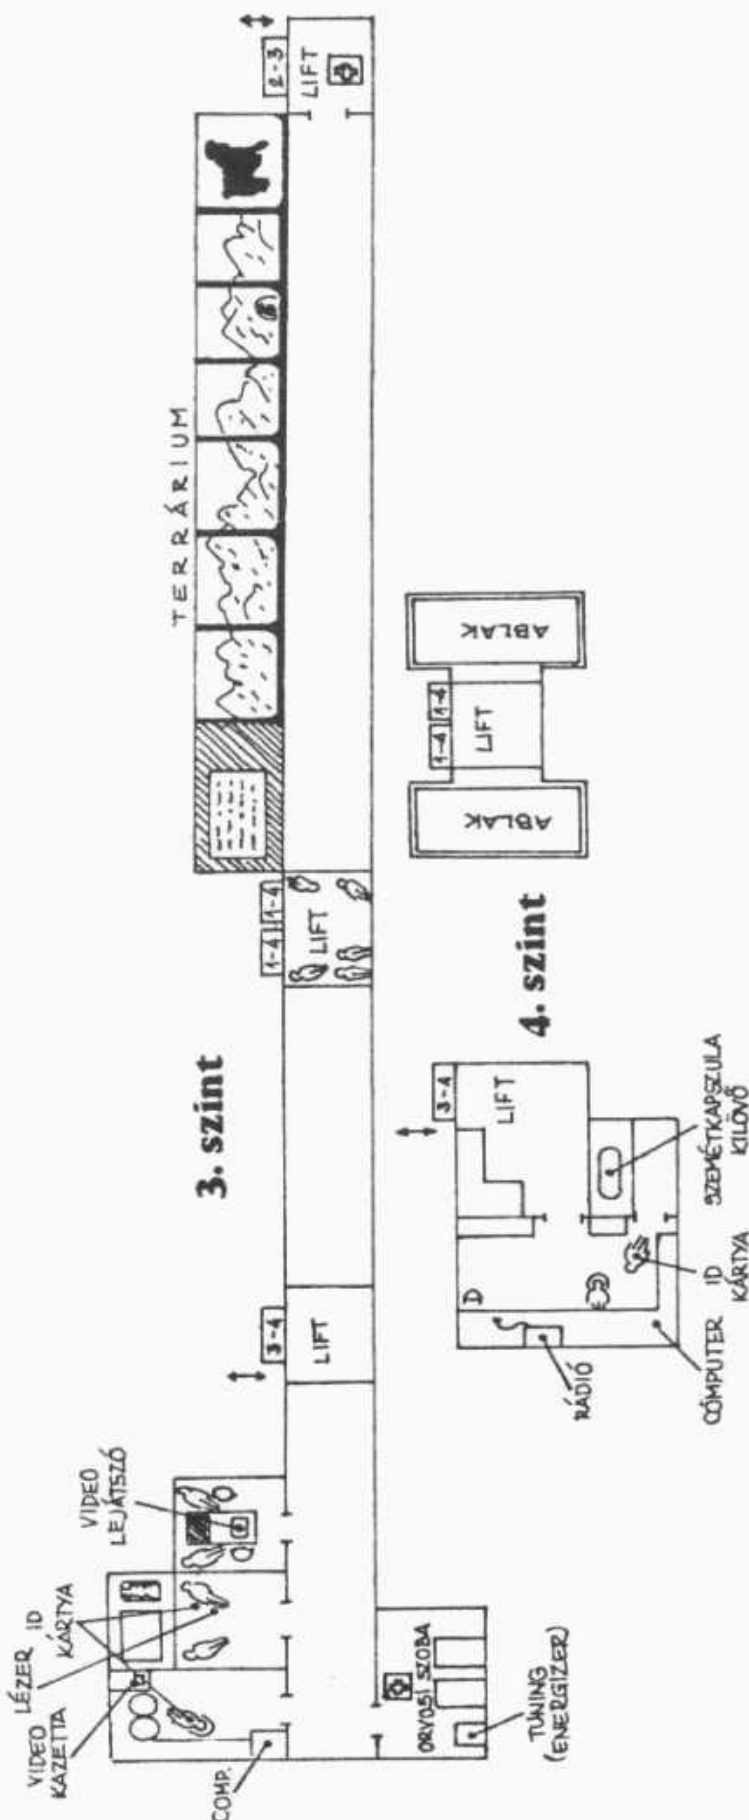 3. szint
VIDEO
KAZETTA
LÉZER
ID
KÁRTYA
VIDEO
LEJÁTSZÓ
COMP.
ORVOSI SZOBA
TUNING
(ENERGIZER)
3-4
LIFT
1-4
1-4
LIFT
TERRÁRIUM
2-3
LIFT
4. szint
D
RÁDIÓ
COMPUTER
ID
KÁRTYA
SZEMÉTKAPSZULA
KILÖVŐ
3-4
LIFT
ABLAK
1-4
1-4
LIFT
ABLAK